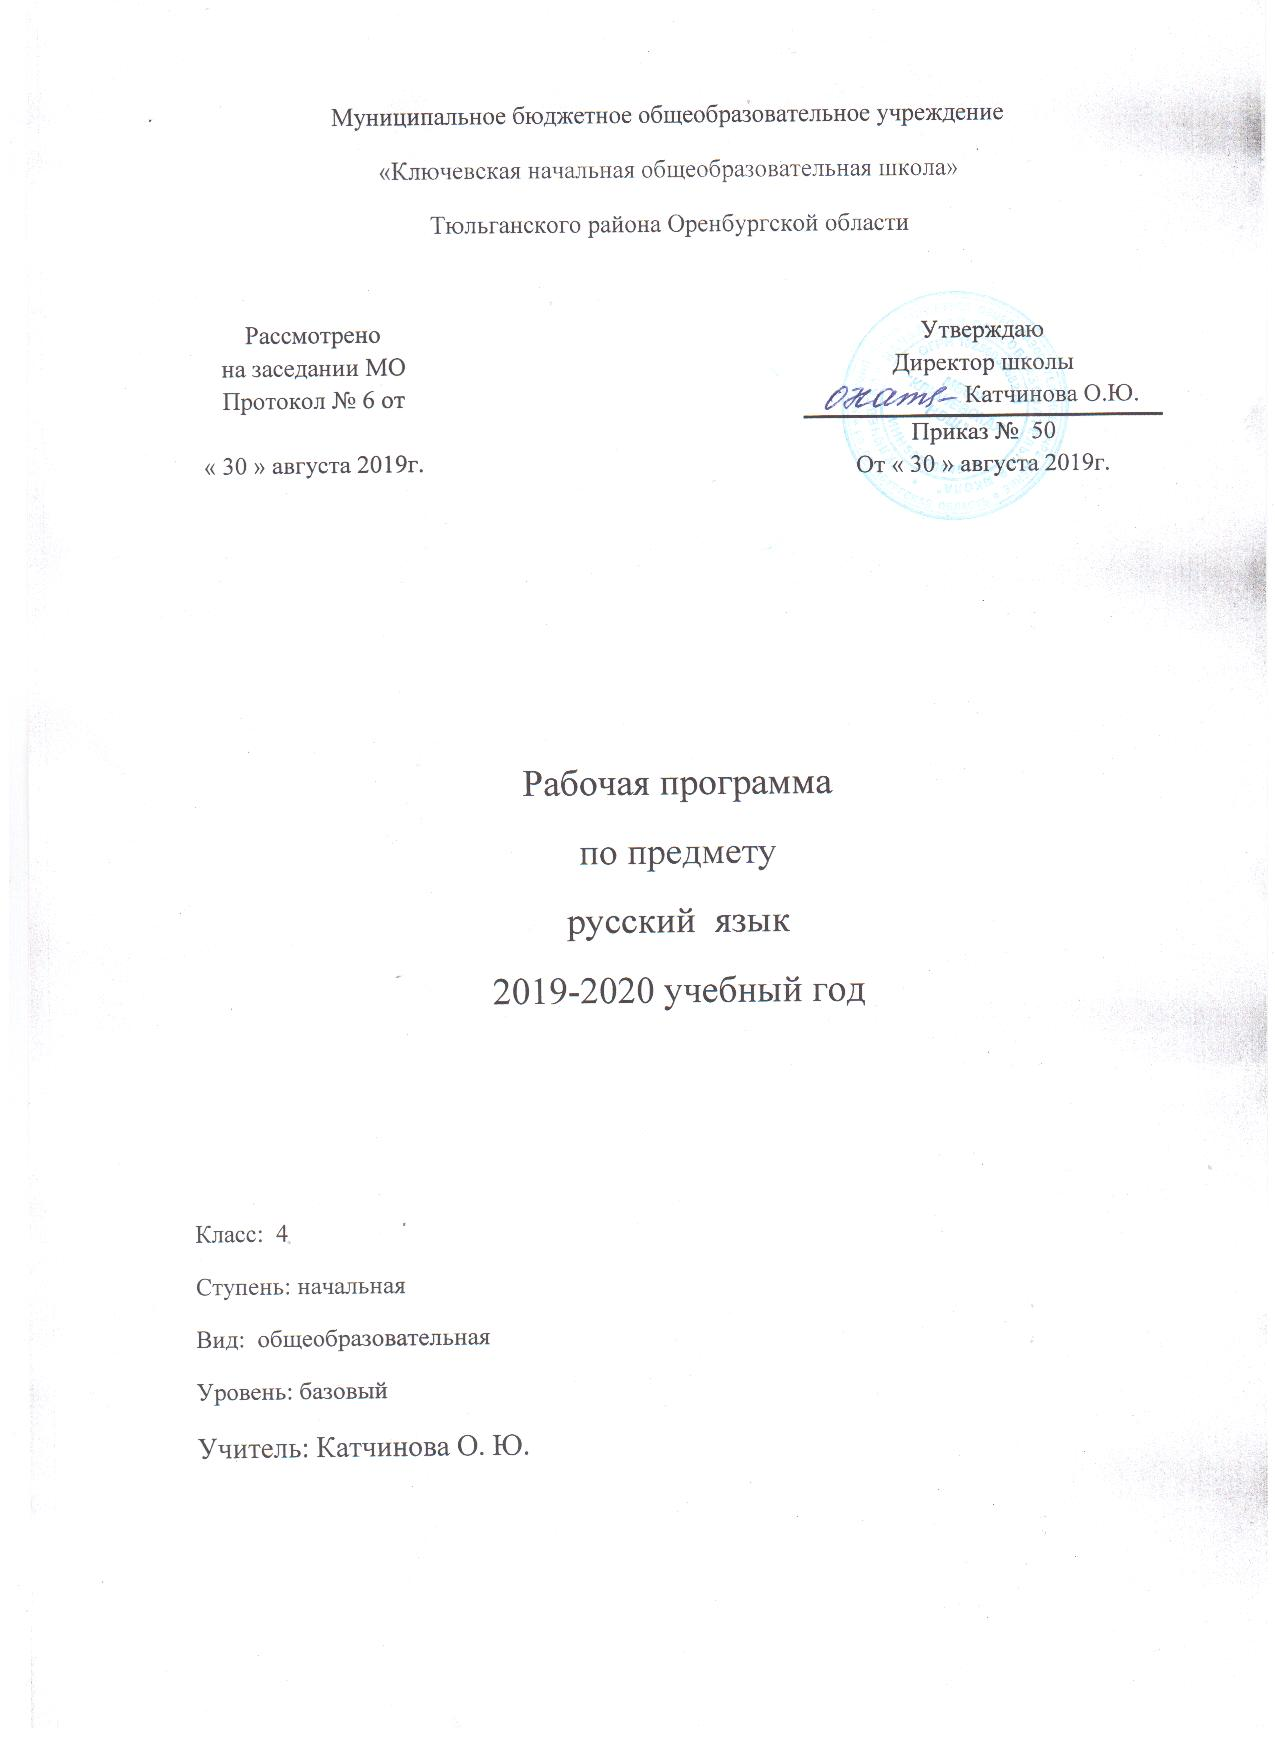 Муниципальное бюджетное общеобразовательное учреждение
«Ключевская начальная общеобразовательная школа»
Тюльганского района Оренбургской области
Рассмотрено
на заседании МО
Протокол № 6 от
« 30 » августа 2019г.
Утверждаю
Директор школы
Катчинова О.Ю.
Приказ №  50
От « 30 » августа 2019г.
Рабочая программа
по предмету
русский  язык
2019-2020 учебный год
Класс:  4
Ступень: начальная
Вид:  общеобразовательная
Уровень: базовый
Учитель: Катчинова О. Ю.